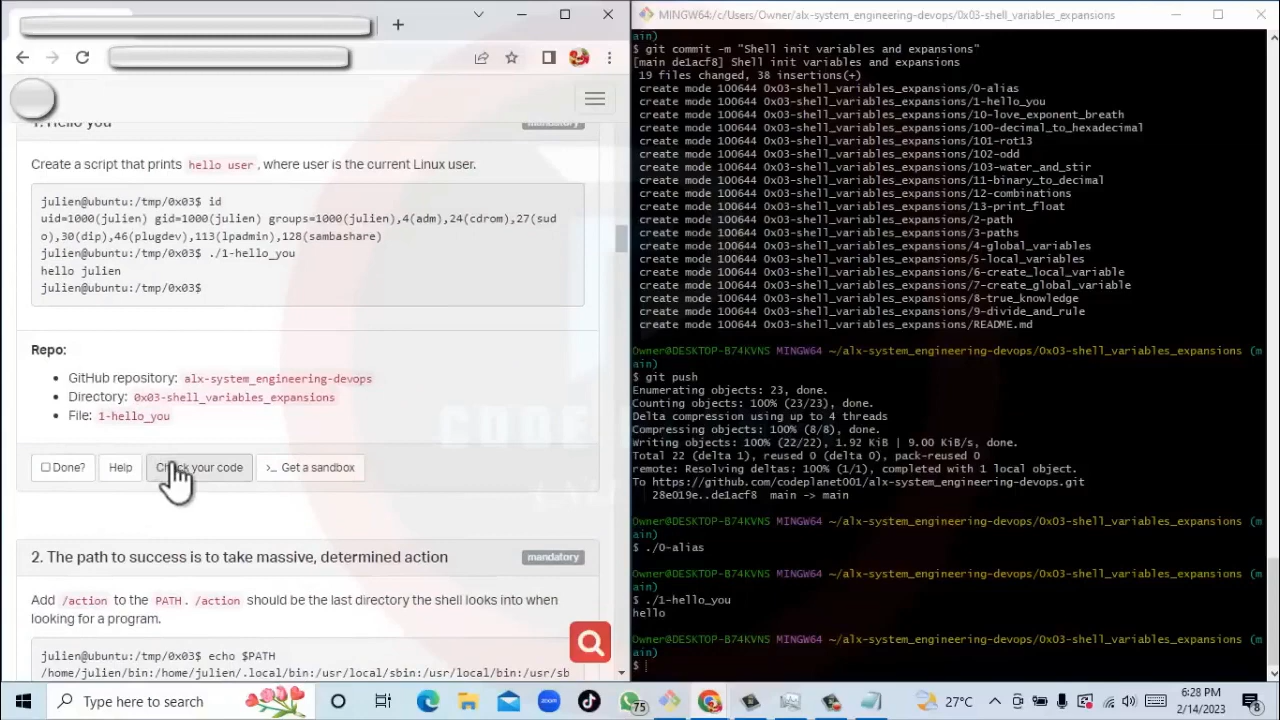 1. Hello you
mandatory
Create a script that prints hello user, where user is the current Linux user.
julien@ubuntu:/tmp/0x03$ id
uid=1000(julien) gid=1000(julien) groups=1000(julien),4(adm),24(cdrom),27(su
do),30(dip),46(plugdev),113(lpadmin),128(sambashare)
julien@ubuntu:/tmp/0x03$ ./1-hello_you
hello julien
julien@ubuntu:/tmp/0x03$
Repo:
• GitHub repository: alx-system_engineering-devops
• Directory: 0x03-shell_variables_expansions
• File: 1-hello_you
Done? Help Check your code >_ Get a sandbox
2. The path to success is to take massive, determined action
mandatory
Add /action to the PATH. /action should be the last directory the shell looks into when
looking for a program.
julien@ubuntu:/tmp/0x03$ echo $PATH
/home/julien/bin:/home/julien/.local/bin:/usr/local/sbin:/usr/local/bin:/usr/sb
MINGW64:/c/Users/Owner/alx-system_engineering-devops/0x03-shell_variables_expansions
ain)
$ git commit -m "Shell init variables and expansions"
[main de1acf8] Shell init variables and expansions
19 files changed, 38 insertions(+)
create mode 100644 0x03-shell_variables_expansions/0-alias
create mode 100644 0x03-shell_variables_expansions/1-hello_you
create mode 100644 0x03-shell_variables_expansions/10-love_exponent_breath
create mode 100644 0x03-shell_variables_expansions/100-decimal_to_hexadecimal
create mode 100644 0x03-shell_variables_expansions/101-rot13
create mode 100644 0x03-shell_variables_expansions/102-odd
create mode 100644 0x03-shell_variables_expansions/103-water_and_stir
create mode 100644 0x03-shell_variables_expansions/11-binary_to_decimal
create mode 100644 0x03-shell_variables_expansions/12-combinations
create mode 100644 0x03-shell_variables_expansions/13-print_float
create mode 100644 0x03-shell_variables_expansions/2-path
create mode 100644 0x03-shell_variables_expansions/3-paths
create mode 100644 0x03-shell_variables_expansions/4-global_variables
create mode 100644 0x03-shell_variables_expansions/5-local_variables
create mode 100644 0x03-shell_variables_expansions/6-create_local_variable
create mode 100644 0x03-shell_variables_expansions/7-create_global_variable
create mode 100644 0x03-shell_variables_expansions/8-true_knowledge
create mode 100644 0x03-shell_variables_expansions/9-divide_and_rule
create mode 100644 0x03-shell_variables_expansions/README.md
Owner@DESKTOP-B74KVNS MINGW64 ~/alx-system_engineering-devops/0x03-shell_variables_expansions (m
ain)
$ git push
Enumerating objects: 23, done.
Counting objects: 100% (23/23), done.
Delta compression using up to 4 threads
Compressing objects: 100% (8/8), done.
Writing objects: 100% (22/22), 1.92 KiB | 9.00 KiB/s, done.
Total 22 (delta 1), reused 0 (delta 0), pack-reused 0
remote: Resolving deltas: 100% (1/1), completed with 1 local object.
To https://github.com/codeplanet001/alx-system_engineering-devops.git
28e019e..de1acf8 main -> main
Owner@DESKTOP-B74KVNS MINGW64 ~/alx-system_engineering-devops/0x03-shell_variables_expansions (m
ain)
$ ./0-alias
Owner@DESKTOP-B74KVNS MINGW64 ~/alx-system_engineering-devops/0x03-shell_variables_expansions (m
ain)
$ ./1-hello_you
hello
Owner@DESKTOP-B74KVNS MINGW64 ~/alx-system_engineering-devops/0x03-shell_variables_expansions (m
ain)
$
Type here to search
zoom
75
27°C
6:28 PM
2/14/2023
8